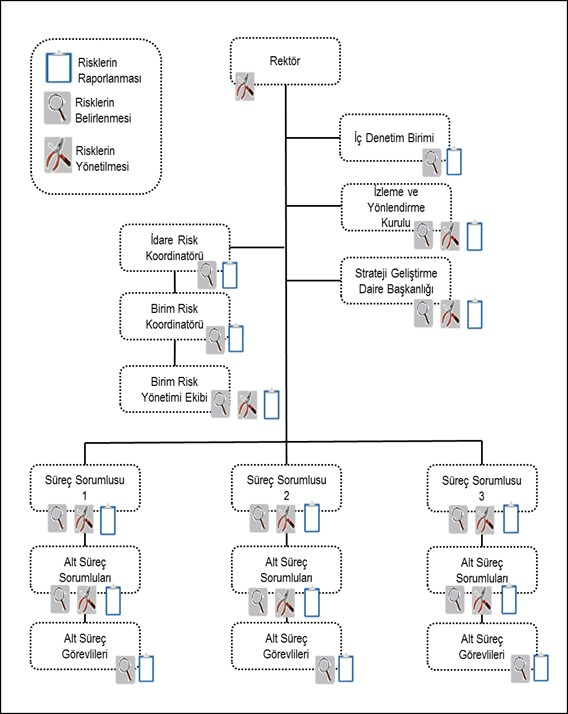 Risklerin
Raporlanması
Risklerin
Belirlenmesi
Risklerin
Yönetilmesi
Rektör
İç Denetim Birimi
İzleme ve
Yönlendirme
Kurulu
İdare Risk
Koordinatörü
Strateji Geliştirme
Daire Başkanlığı
Birim Risk
Koordinatörü
Birim Risk
Yönetimi Ekibi
Süreç Sorumlusu
1
Süreç Sorumlusu
2
Süreç Sorumlusu
3
Alt Süreç
Sorumluları
Alt Süreç
Sorumluları
Alt Süreç
Sorumluları
Alt Süreç
Görevlileri
Alt Süreç
Görevlileri
Alt Süreç
Görevlileri